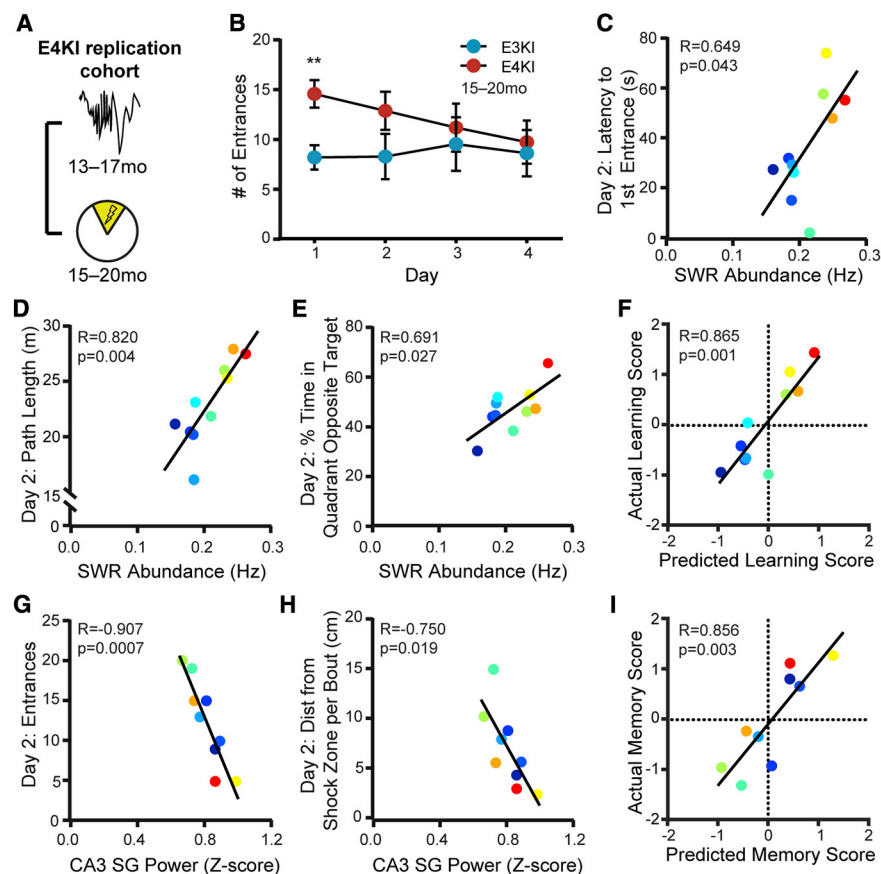 A
E4KI replication
cohort
13–17mo
15–20mo
B
# of Entrances
20
15
10
5
0
**
E3KI
E4KI
15–20mo
1
2
3
4
Day
C
Day 2: Latency to
1st Entrance (s)
80
60
40
20
0
R=0.649
p=0.043
0.0
0.1
0.2
0.3
SWR Abundance (Hz)
D
Day 2: Path Length (m)
30
25
20
15
0
R=0.820
p=0.004
0.0
0.1
0.2
0.3
SWR Abundance (Hz)
E
Day 2: % Time in
Quadrant Opposite Target
80
60
40
20
0
R=0.691
p=0.027
0.0
0.1
0.2
0.3
SWR Abundance (Hz)
F
Actual Learning Score
2
1
0
-1
-2
R=0.865
p=0.001
-2
-1
0
1
2
Predicted Learning Score
G
Day 2: Entrances
25
20
15
10
5
0
R=-0.907
p=0.0007
0.0
0.4
0.8
1.2
CA3 SG Power (Z-score)
H
Day 2: Dist from
Shock Zone per Bout (cm)
20
15
10
5
0
R=-0.750
p=0.019
0.0
0.4
0.8
1.2
CA3 SG Power (Z-score)
I
Actual Memory Score
2
1
0
-1
-2
R=0.856
p=0.003
-2
-1
0
1
2
Predicted Memory Score